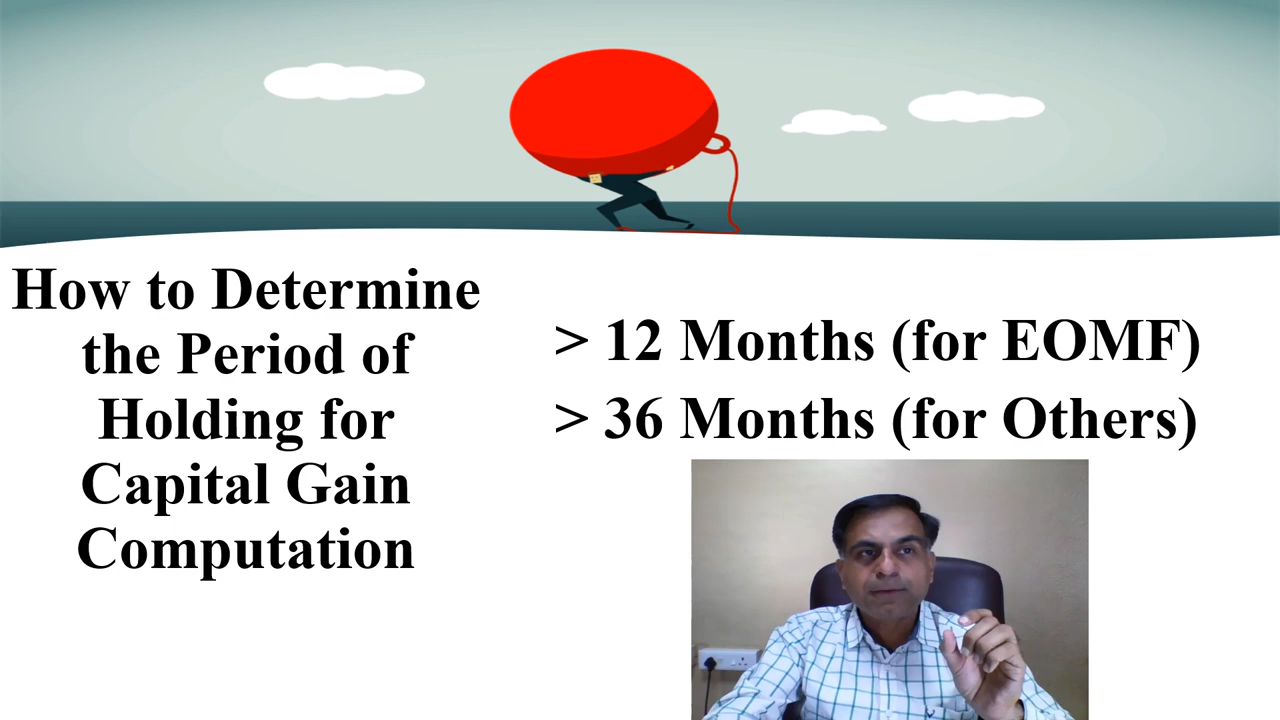 How to Determine
the Period of
Holding for
Capital Gain
Computation
> 12 Months (for EOMF)
> 36 Months (for Others)